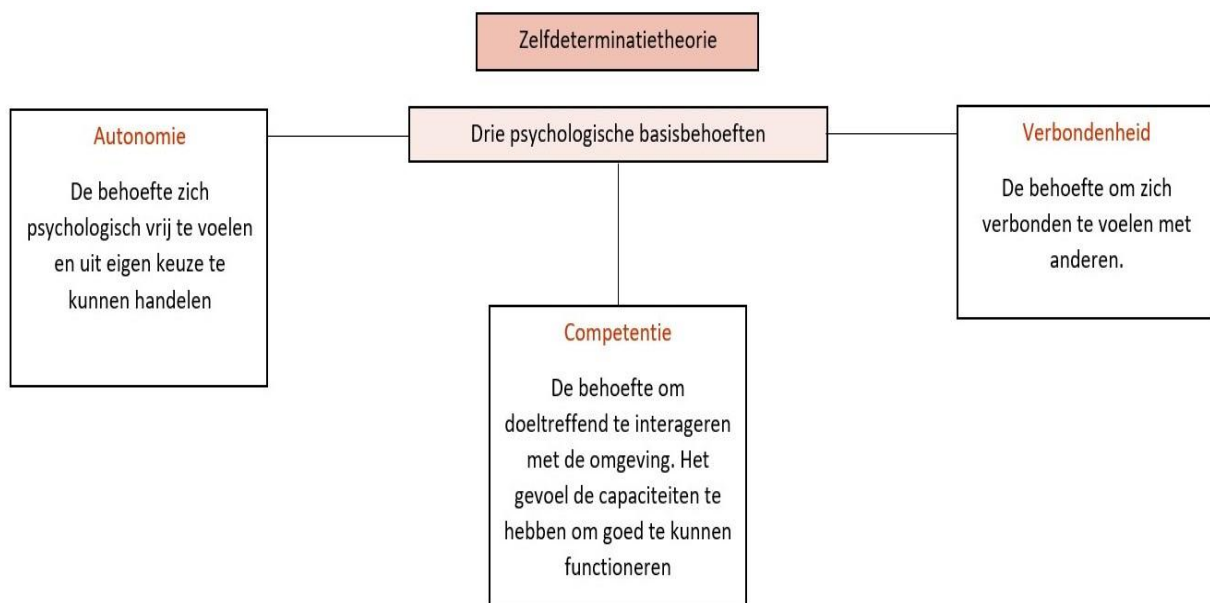 Zelfdeterminatietheorie
Drie psychologische basisbehoeften
Autonomie
De behoefte zich
psychologisch vrij te voelen
en uit eigen keuze te
kunnen handelen
Competentie
De behoefte om
doeltreffend te interageren
met de omgeving. Het
gevoel de capaciteiten te
hebben om goed te kunnen
functioneren
Verbondenheid
De behoefte om zich
verbonden te voelen met
anderen.